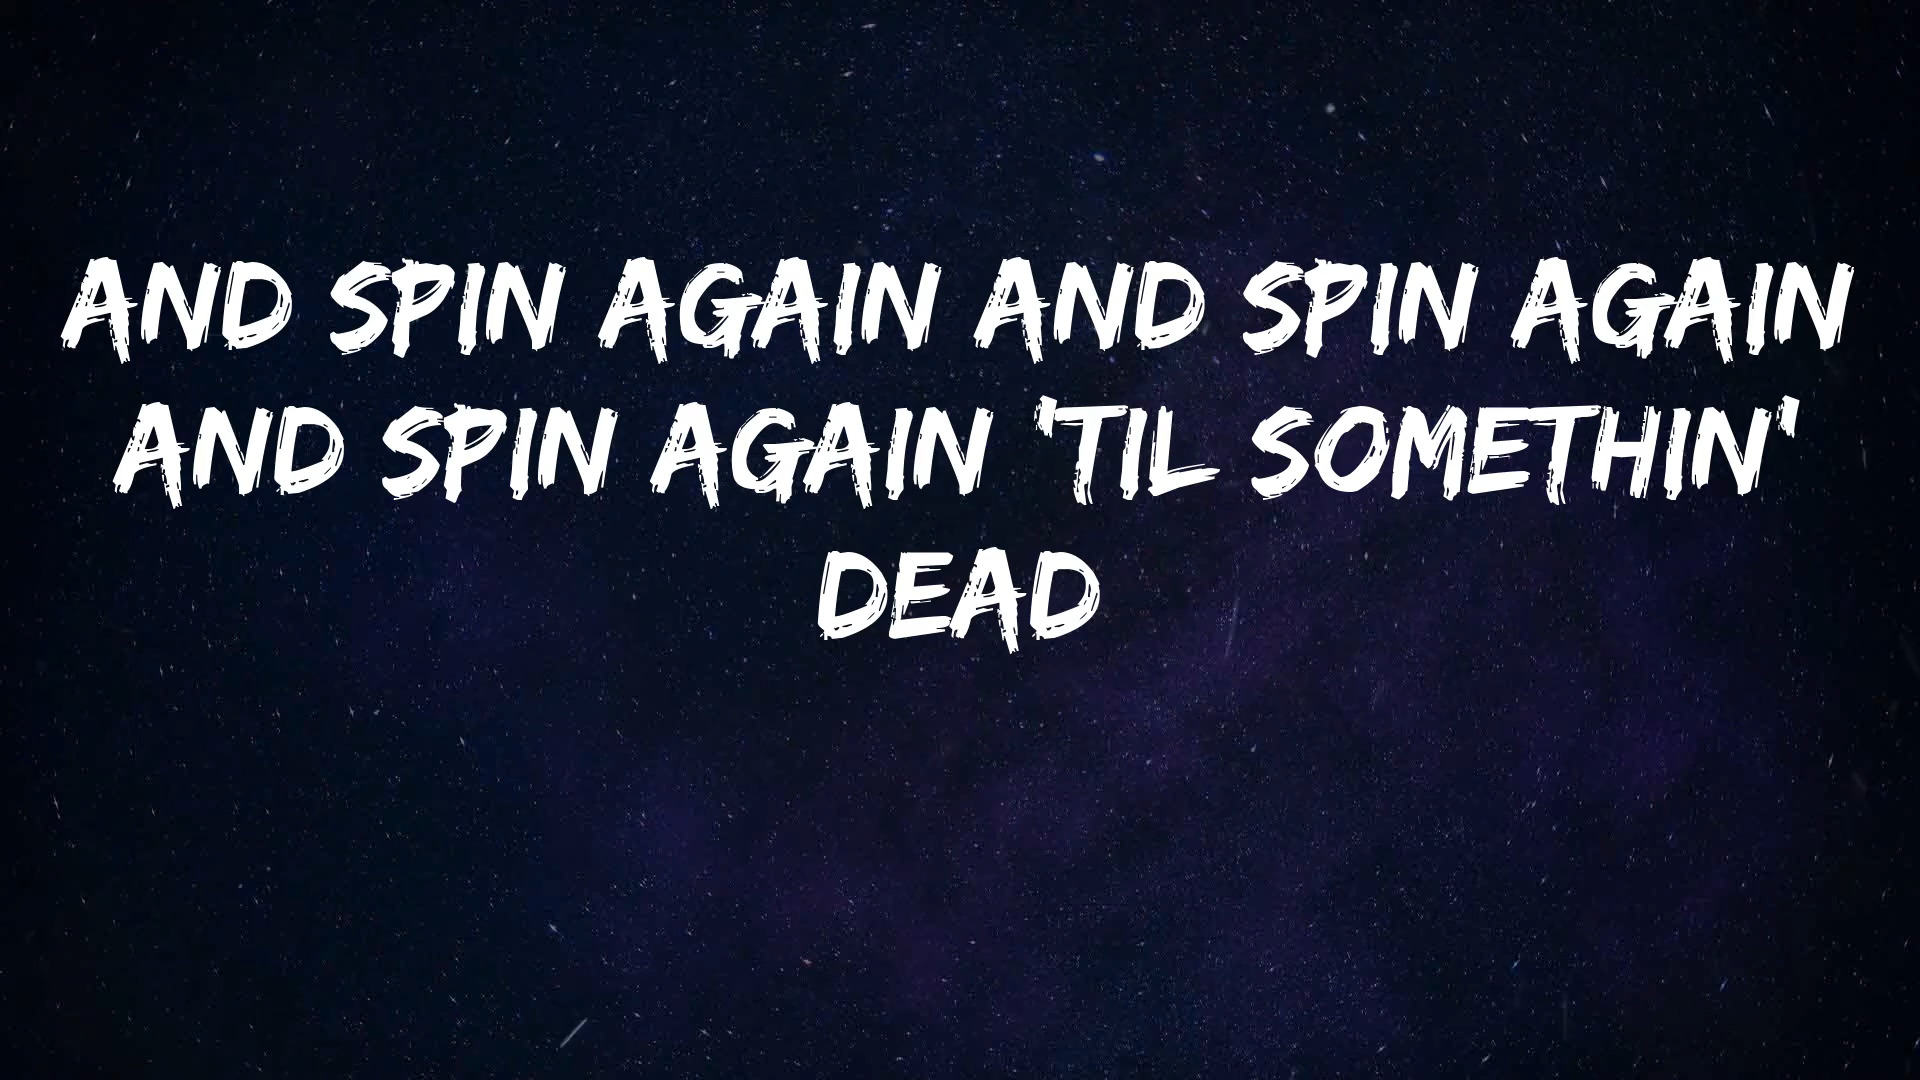 AND SPIN AGAIN AND SPIN AGAIN
AND SPIN AGAIN 'TIL SOMETHIN'
DEAD